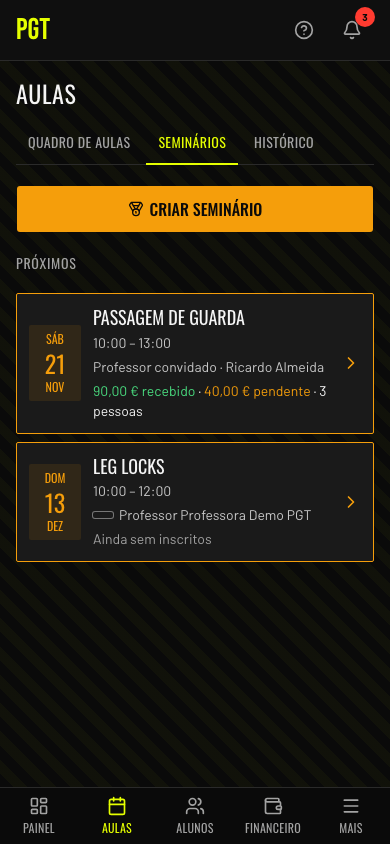 PGT
3
AULAS
QUADRO DE AULAS
SEMINÁRIOS
HISTÓRICO
CRIAR SEMINÁRIO
PRÓXIMOS
SÁB
21
NOV
PASSAGEM DE GUARDA
10:00 – 13:00
Professor convidado · Ricardo Almeida
90,00 € recebido · 40,00 € pendente · 3
pessoas
DOM
13
DEZ
LEG LOCKS
10:00 – 12:00
Professor Professora Demo PGT
Ainda sem inscritos
PAINEL
AULAS
ALUNOS
FINANCEIRO
MAIS